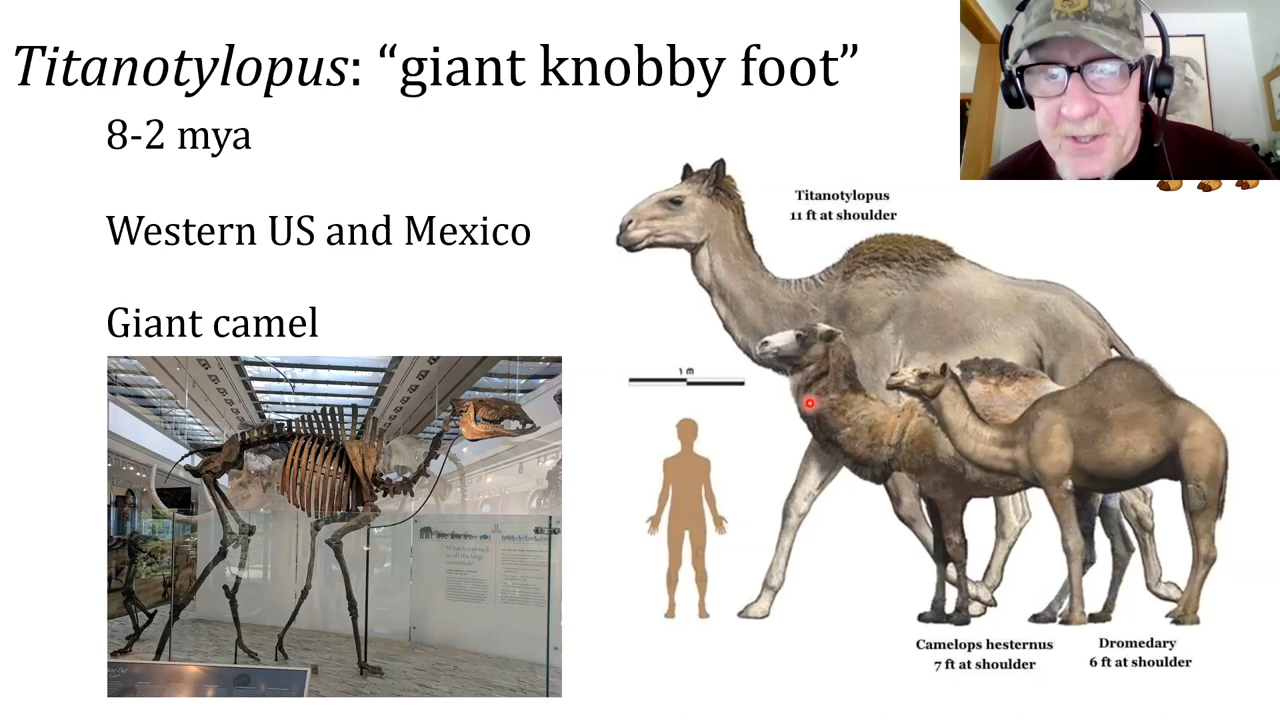 Titanotylopus: “giant knobby foot”
8-2 mya
Western US and Mexico
Giant camel
Titanotylopus
11 ft at shoulder
1 m
Camelops hesternus
7 ft at shoulder
Dromedary
6 ft at shoulder